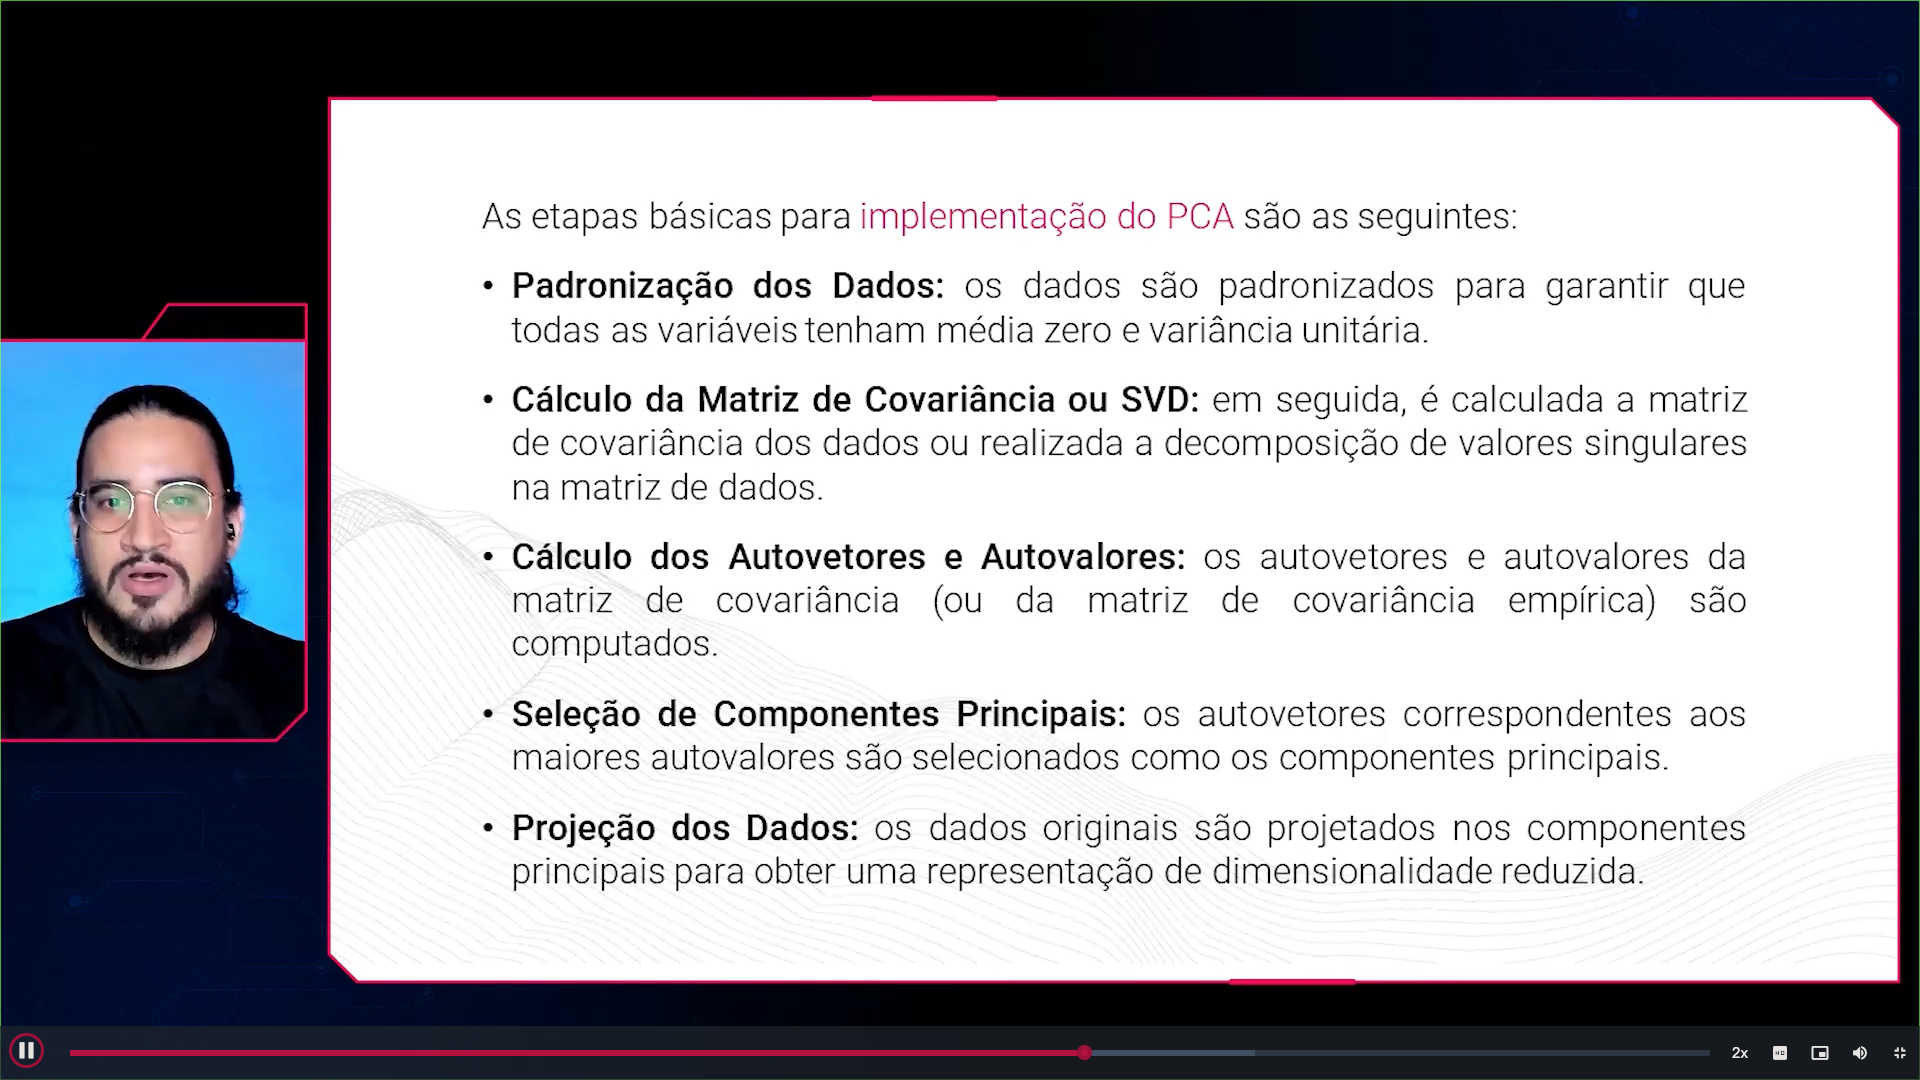 As etapas básicas para implementação do PCA são as seguintes:
• Padronização dos Dados: os dados são padronizados para garantir que
todas as variáveis tenham média zero e variância unitária.
• Cálculo da Matriz de Covariância ou SVD: em seguida, é calculada a matriz
de covariância dos dados ou realizada a decomposição de valores singulares
na matriz de dados.
• Cálculo dos Autovetores e Autovalores: os autovetores e autovalores da
matriz de covariância (ou da matriz de covariância empírica) são
computados.
• Seleção de Componentes Principais: os autovetores correspondentes aos
maiores autovalores são selecionados como os componentes principais.
• Projeção dos Dados: os dados originais são projetados nos componentes
principais para obter uma representação de dimensionalidade reduzida.
2x
HD